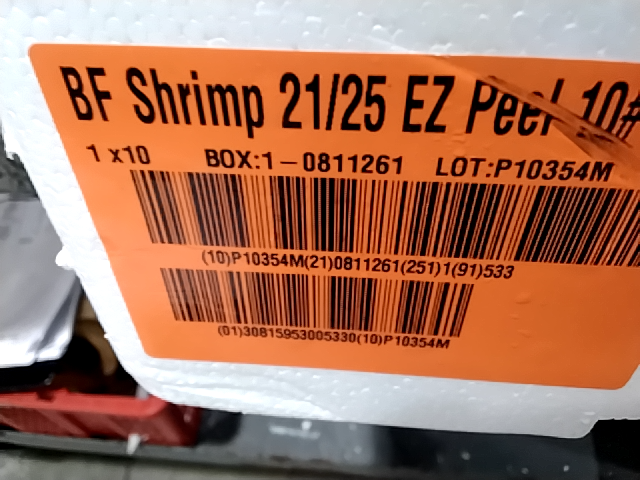 BF Shrimp 21/25 EZ Peel 10#
1 x10 BOX:1-0811261 LOT:P10354M
(10)P10354M(21)0811261(251)1(91)533
(01)30815953005330(10)P10354M